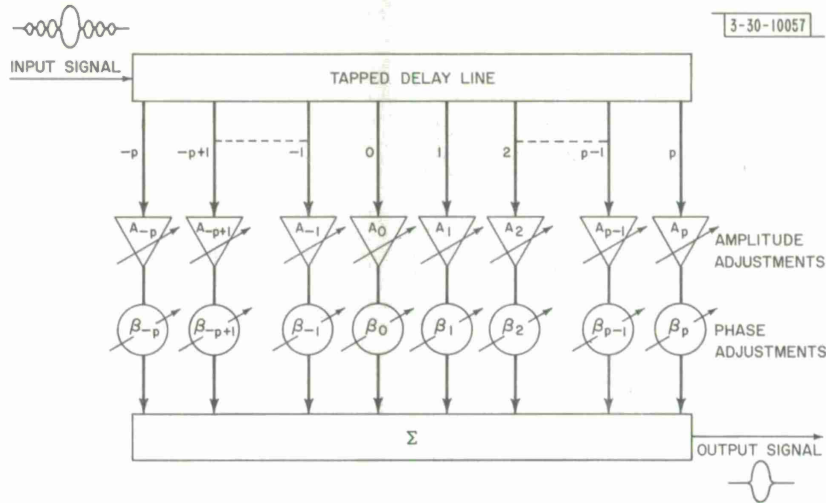 3-30-10057
INPUT SIGNAL
TAPPED DELAY LINE
-p -p+1 -1 0 1 2 p-1 p
A-p A-p+1 A-1 A0 A1 A2 Ap-1 Ap
AMPLITUDE
ADJUSTMENTS
β-p β-p+1 β-1 β0 β1 β2 βp-1 βp
PHASE
ADJUSTMENTS
Σ
OUTPUT SIGNAL